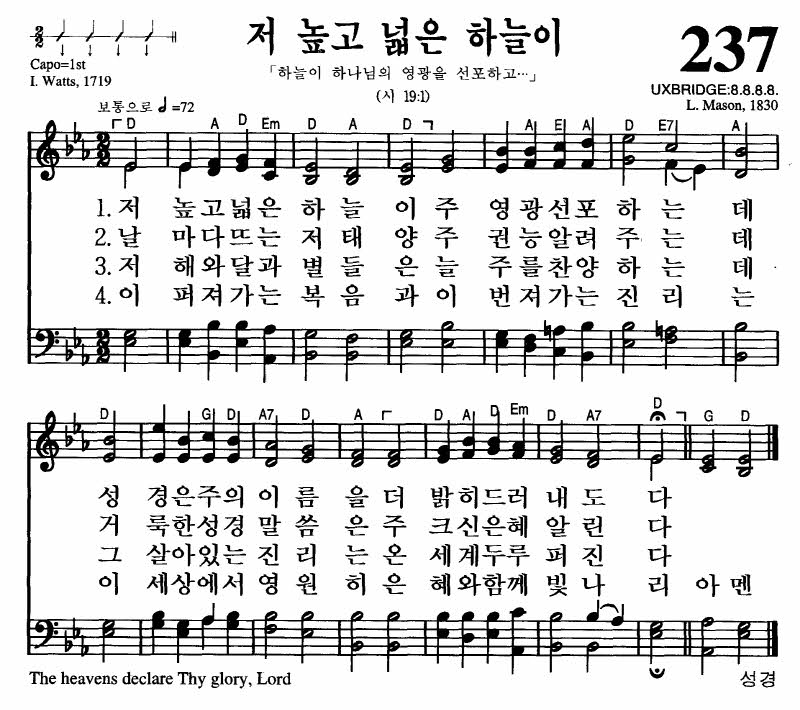 저 높고 넓은 하늘이
237
Capo=1st
I. Watts, 1719
「하늘이 하나님의 영광을 선포하고…」
(시 19:1)
UXBRIDGE:8.8.8.8.
L. Mason, 1830
보통으로 =72
D A D Em D A D A E A D E7 A
1. 저 높고넓은 하늘 이주 영광선포 하는 데
2. 날 마다뜨는 저태 양주 권능알려 주는 데
3. 저 해와달과 별들 은늘 주를찬양 하는 데
4. 이 퍼져가는 복음 과이 번져가는 진리 는
D G D A7 D A D A D Em D A7 D G D
성 경은주의 이름 을더 밝히드러 내도 다
거 룩한성경 말씀 은주 크신은혜 알린 다
그 살아있는 진리 는온 세계두루 퍼진 다
이 세상에서 영원 히은 혜와함께 빛나 리 아멘
The heavens declare Thy glory, Lord
성경